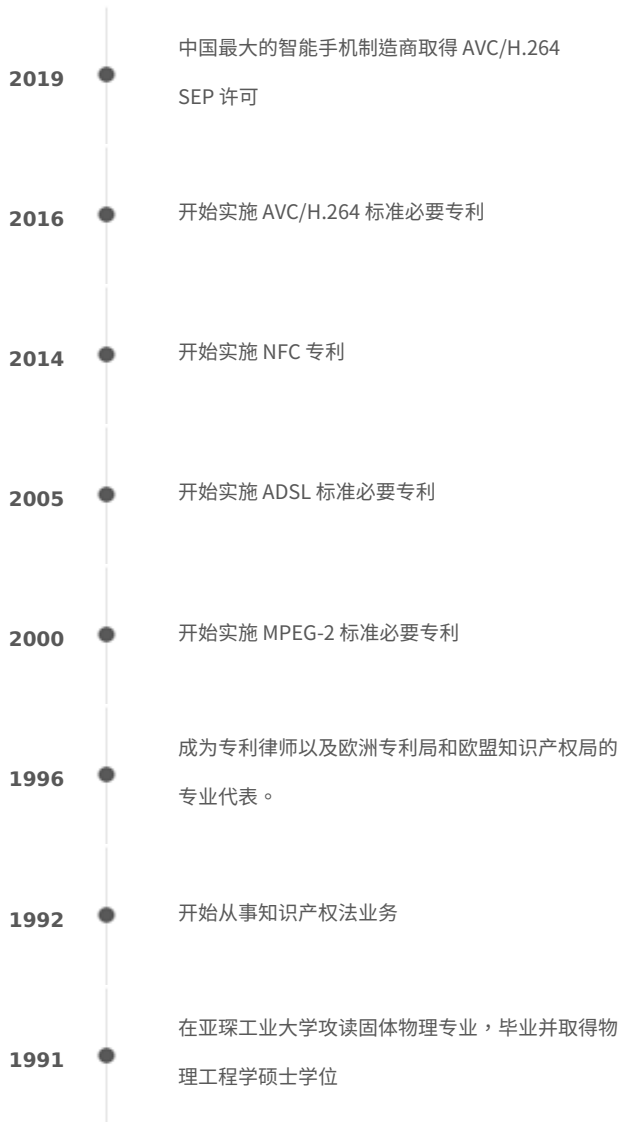 中国最大的智能手机制造商取得 AVC/H.264
2019
SEP 许可
2016
开始实施 AVC/H.264 标准必要专利
2014
开始实施 NFC 专利
2005
开始实施 ADSL 标准必要专利
2000
开始实施 MPEG-2 标准必要专利
成为专利律师以及欧洲专利局和欧盟知识产权局的
1996
专业代表。
1992
开始从事知识产权法业务
在亚琛工业大学攻读固体物理专业，毕业并取得物
1991
理工程学硕士学位